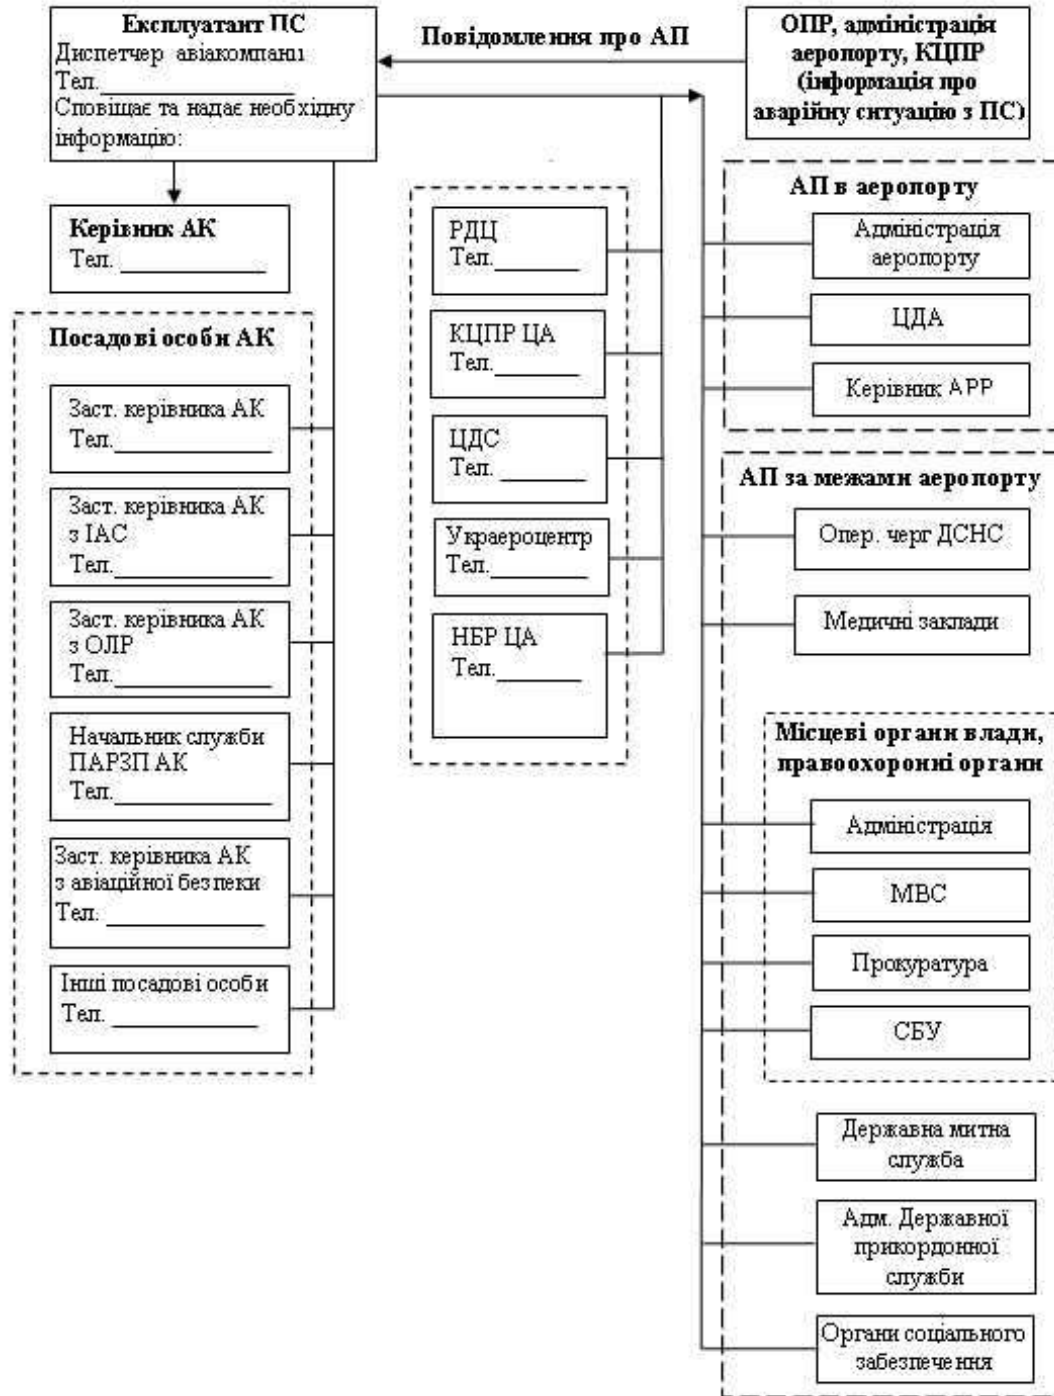 Експлуатант ПС
Диспетчер авіакомпанії
Тел.
Сповіщає та надає необхідну
інформацію:
Повідомлення про АП
ОПР, адміністрація
аеропорту, КЦПР
(інформація про
аварійну ситуацію з ПС)
Керівник АК
Тел.
Посадові особи АК
Заст. керівника АК
Тел.
Заст. керівника АК
з ІАС
Тел.
Заст. керівника АК
з ОЛР
Тел.
Начальник служби
ПАРЗП АК
Тел.
Заст. керівника АК
з авіаційної безпеки
Тел.
Інші посадові особи
Тел.
РДЦ
Тел.
КЦПР ЦА
Тел.
ЦДС
Тел.
Украероцентр
Тел.
НБР ЦА
Тел.
АП в аеропорту
Адміністрація
аеропорту
ЦДА
Керівник АРР
АП за межами аеропорту
Опер. черг ДСНС
Медичні заклади
Місцеві органи влади,
правоохоронні органи
Адміністрація
МВС
Прокуратура
СБУ
Державна митна
служба
Адм. Державної
прикордонної
служби
Органи соціального
забезпечення